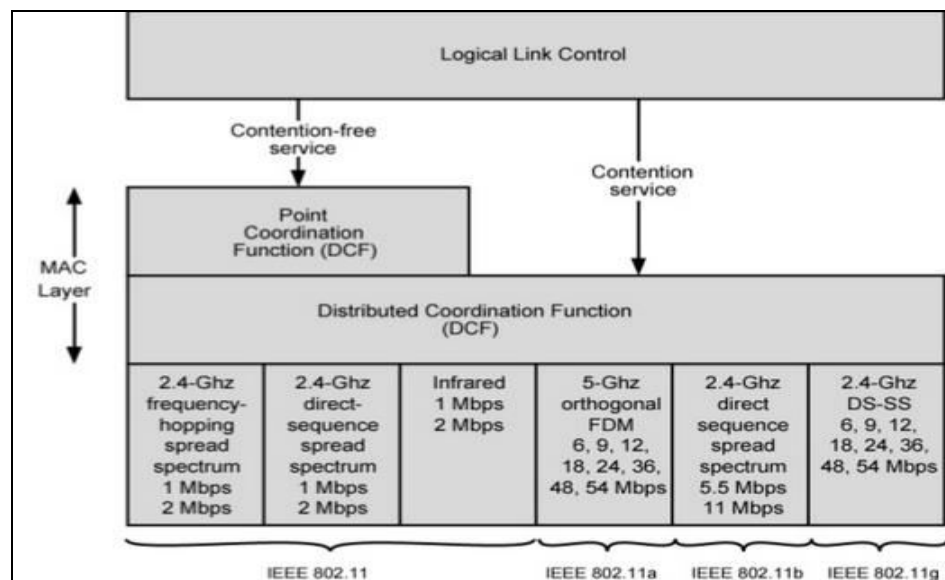 Logical Link Control
Contention-free
service
Contention
service
Point
Coordination
Function (DCF)
MAC
Layer
Distributed Coordination Function
(DCF)
2.4-Ghz
frequency-
hopping
spread
spectrum
1 Mbps
2 Mbps
2.4-Ghz
direct-
sequence
spread
spectrum
1 Mbps
2 Mbps
Infrared
1 Mbps
2 Mbps
5-Ghz
orthogonal
FDM
6, 9, 12,
18, 24, 36,
48, 54 Mbps
2.4-Ghz
direct
sequence
spread
spectrum
5.5 Mbps
11 Mbps
2.4-Ghz
DS-SS
6, 9, 12,
18, 24, 36,
48, 54 Mbps
IEEE 802.11
IEEE 802.11a
IEEE 802.11b
IEEE 802.11g